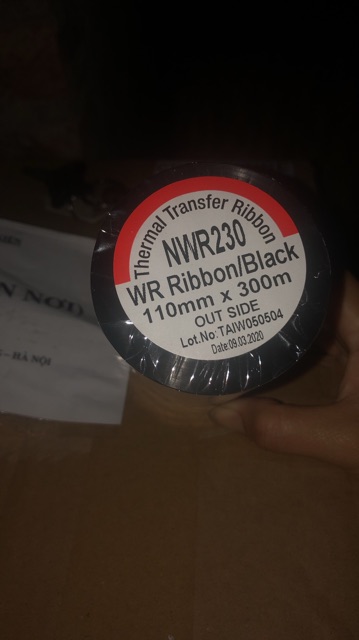 Thermal Transfer Ribbon
NWR230
WR Ribbon/Black
110mm x 300m
OUT SIDE
Lot.No:TAIW050504
Date:09.03.2020
N NƠI)
- HÀ NỘI